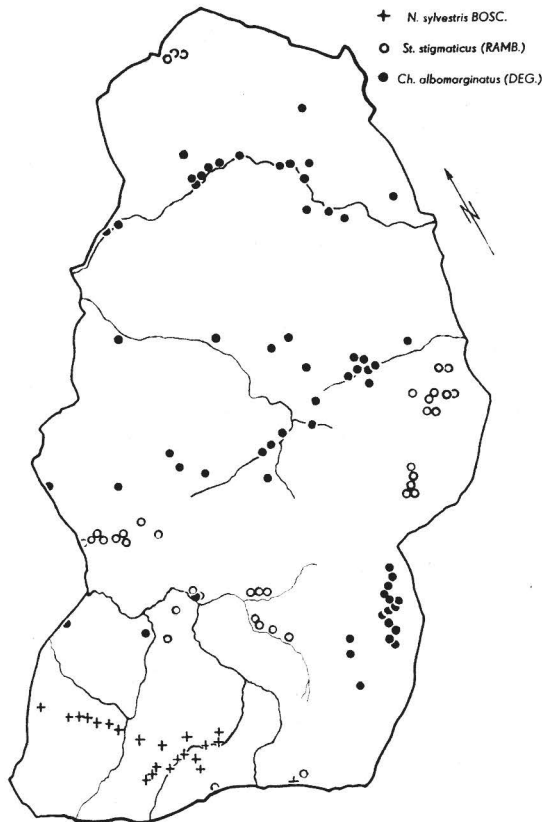 + N. sylvestris BOSC.
○ St. stigmaticus (RAMB.)
● Ch. albomarginatus (DEG.)
N